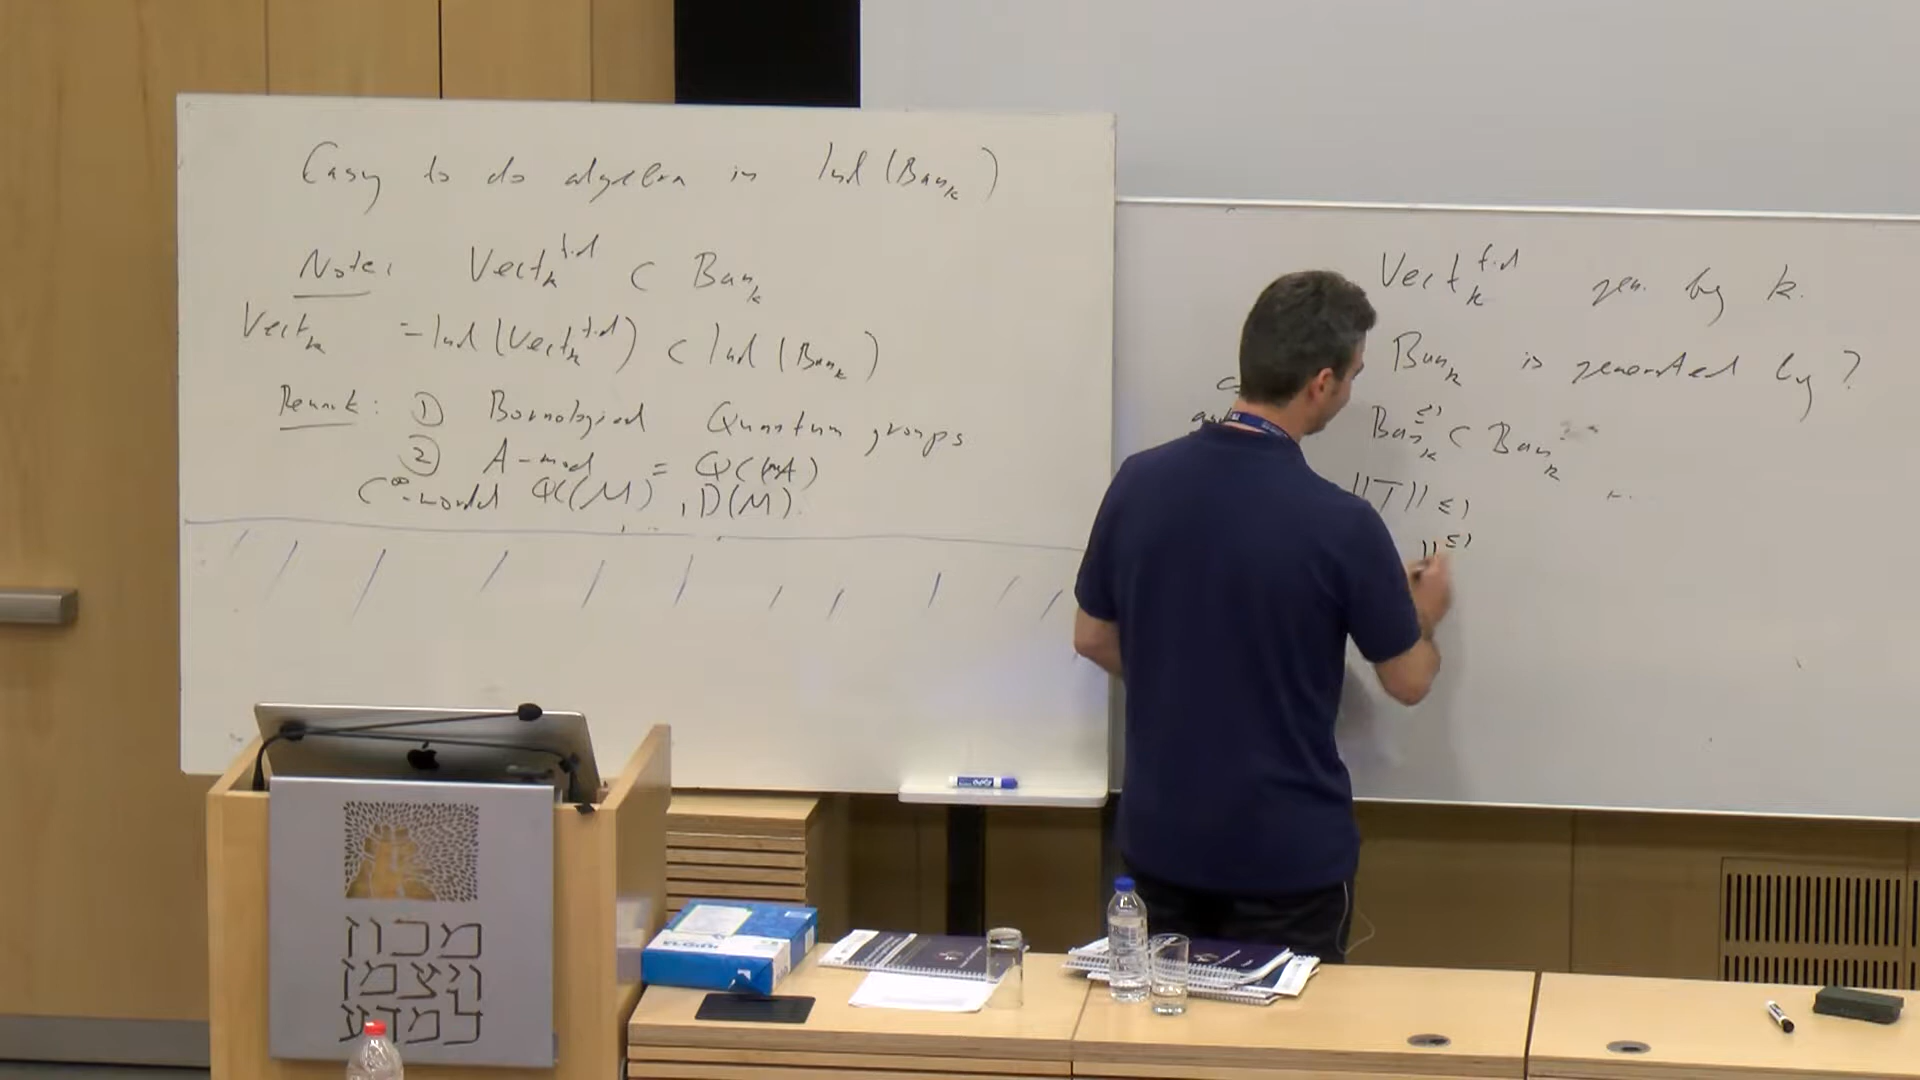 Easy to do algebra in Ind (Ban_k)
Note: Vect_k^{f.d} ⊂ Ban_k
Vect_k = Ind (Vect_k^{f.d}) ⊂ Ind (Ban_k)
Remark: ① Bornological Quantum groups
② A-mod = QC(
C^∞-world QC(M), D(M).
Vect_k^{f.d} gen. by k.
Ban_k is generated by ?
Ban_k^{≤1} ⊂ Ban_k
||T|| ≤1
≤1
מכון
ויצמן
למדע